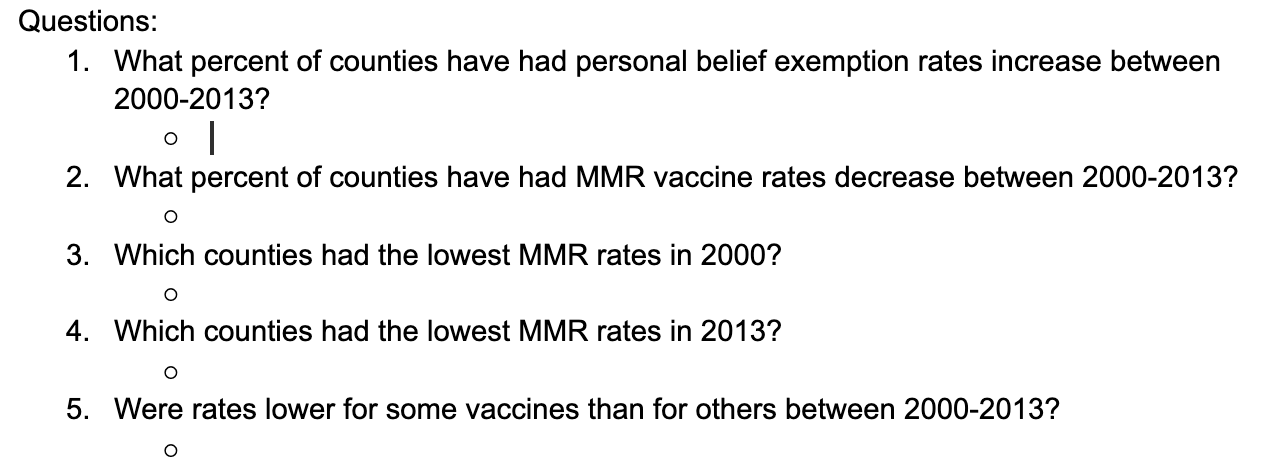 Questions:
1. What percent of counties have had personal belief exemption rates increase between
2000-2013?
○
2. What percent of counties have had MMR vaccine rates decrease between 2000-2013?
○
3. Which counties had the lowest MMR rates in 2000?
○
4. Which counties had the lowest MMR rates in 2013?
○
5. Were rates lower for some vaccines than for others between 2000-2013?
○